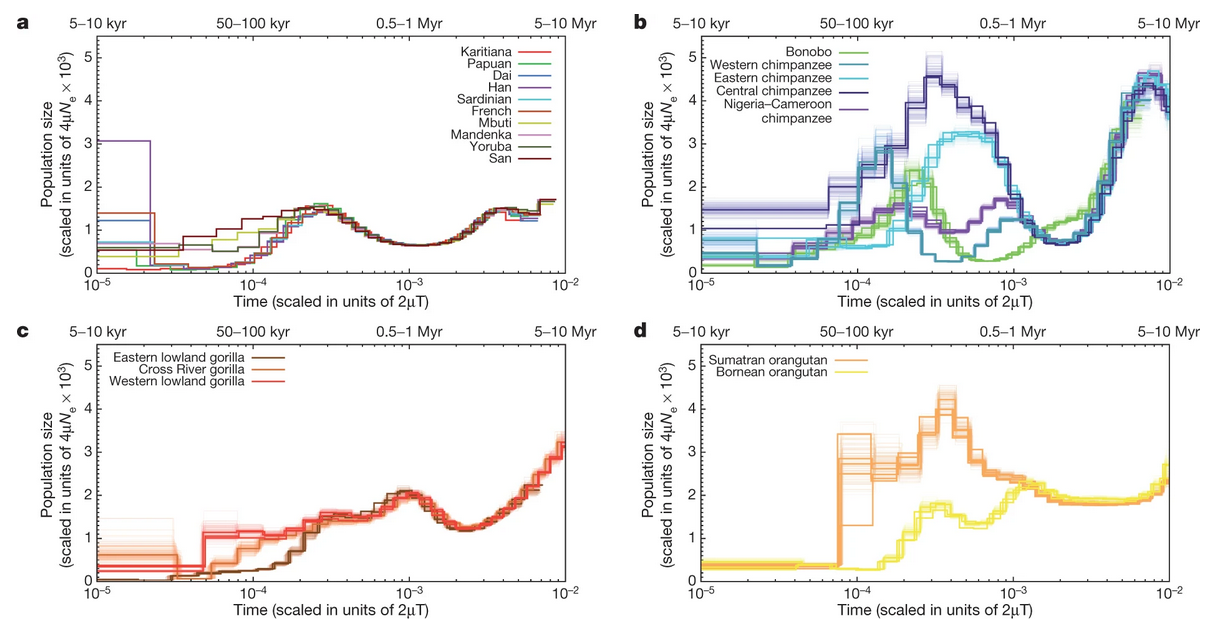 a
5–10 kyr 50–100 kyr 0.5–1 Myr 5–10 Myr
Population size
(scaled in units of 4μNe × 10³)
5
4
3
2
1
0
Karitiana
Papuan
Dai
Han
Sardinian
French
Mbuti
Mandenka
Yoruba
San
10⁻⁵ 10⁻⁴ 10⁻³ 10⁻²
Time (scaled in units of 2μT)
b
5–10 kyr 50–100 kyr 0.5–1 Myr 5–10 Myr
Population size
(scaled in units of 4μNe × 10³)
5
4
3
2
1
0
Bonobo
Western chimpanzee
Eastern chimpanzee
Central chimpanzee
Nigeria–Cameroon
chimpanzee
10⁻⁵ 10⁻⁴ 10⁻³ 10⁻²
Time (scaled in units of 2μT)
c
5–10 kyr 50–100 kyr 0.5–1 Myr 5–10 Myr
Population size
(scaled in units of 4μNe × 10³)
5
4
3
2
1
0
Eastern lowland gorilla
Cross River gorilla
Western lowland gorilla
10⁻⁵ 10⁻⁴ 10⁻³ 10⁻²
Time (scaled in units of 2μT)
d
5–10 kyr 50–100 kyr 0.5–1 Myr 5–10 Myr
Population size
(scaled in units of 4μNe × 10³)
5
4
3
2
1
0
Sumatran orangutan
Bornean orangutan
10⁻⁵ 10⁻⁴ 10⁻³ 10⁻²
Time (scaled in units of 2μT)